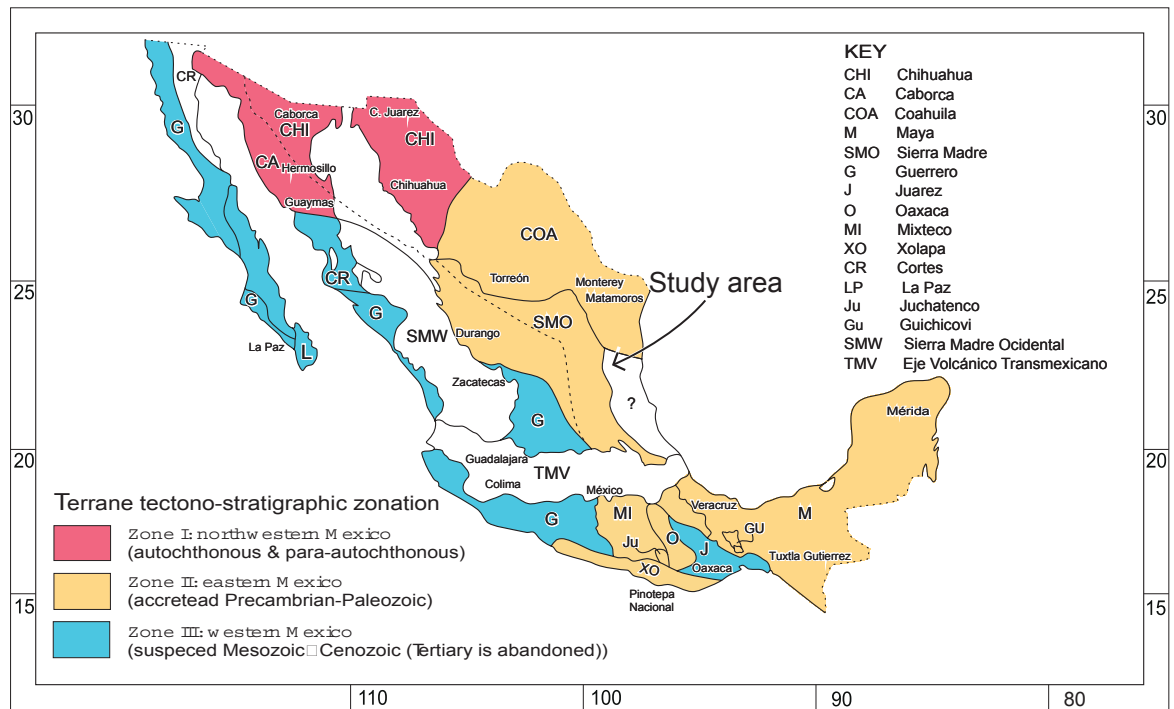 30
25
20
15
30
25
20
15
110
100
90
80
CR
G
Caborca
CHI
CA
Hermosillo
Guaymas
C. Juarez
CHI
Chihuahua
COA
CR
Torreón
Monterey
Matamoros
Study area
G
G
SMO
SMW
Durango
La Paz
L
Zacatecas
?
G
Guadalajara
TMV
Colima
México
G
MI
Ju
XO
O
Veracruz
J
Oaxaca
GU
M
Mérida
Tuxtla Gutierrez
Pinotepa
Nacional
KEY
CHI Chihuahua
CA Caborca
COA Coahuila
M Maya
SMO Sierra Madre
G Guerrero
J Juarez
O Oaxaca
MI Mixteco
XO Xolapa
CR Cortes
LP La Paz
Ju Juchatenco
Gu Guichicovi
SMW Sierra Madre Ocidental
TMV Eje Volcánico Transmexicano
Terrane tectono-stratigraphic zonation
Zone I: northwestern Mexico
(autochthonous & para-autochthonous)
Zone II: eastern Mexico
(accretead Precambrian-Paleozoic)
Zone III: western Mexico
(suspeced Mesozoic□Cenozoic (Tertiary is abandoned))